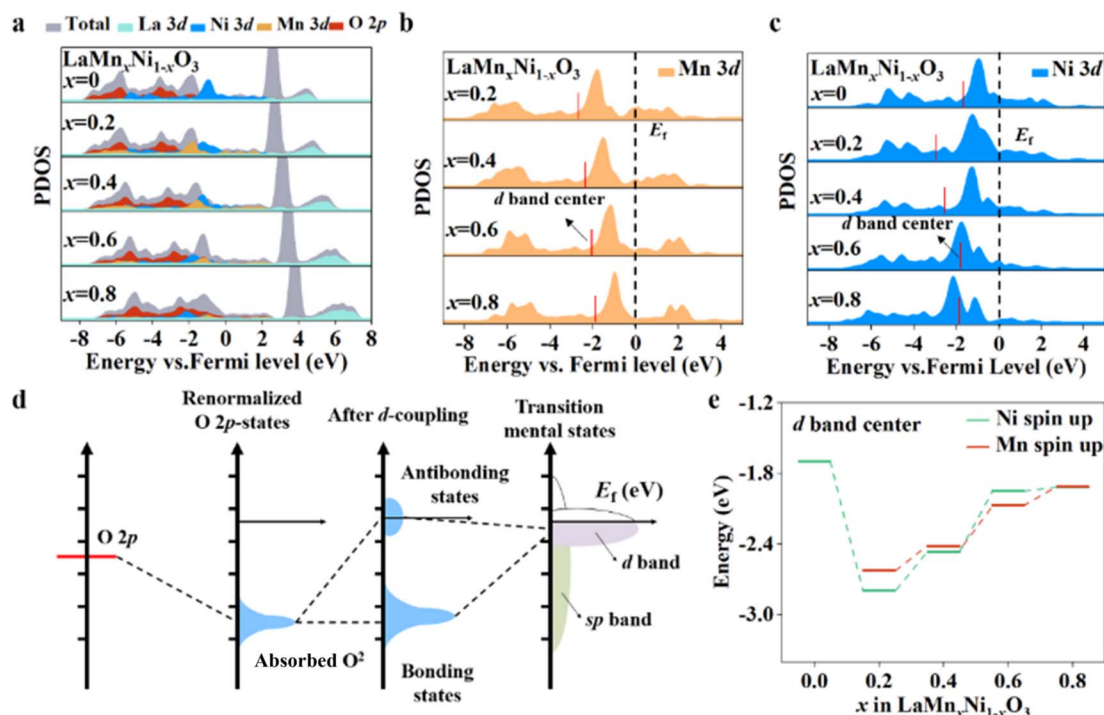 a
Total La 3d Ni 3d Mn 3d O 2p
LaMnxNi1-xO3
x=0
x=0.2
x=0.4
x=0.6
x=0.8
PDOS
-8 -6 -4 -2 0 2 4 6 8
Energy vs.Fermi level (eV)
b
LaMnxNi1-xO3
Mn 3d
x=0.2
Ef
x=0.4
d band center
x=0.6
x=0.8
PDOS
-8 -6 -4 -2 0 2 4
Energy vs. Fermi level (eV)
c
LaMnxNi1-xO3
Ni 3d
x=0
x=0.2
Ef
x=0.4
d band center
x=0.6
x=0.8
PDOS
-8 -6 -4 -2 0 2 4
Energy vs.Fermi Level (eV)
d
Renormalized
O 2p-states
After d-coupling
Transition
mental states
Antibonding
states
Ef (eV)
O 2p
d band
sp band
Absorbed O2
Bonding
states
e
d band center
Ni spin up
Mn spin up
Energy (eV)
-1.2
-1.8
-2.4
-3.0
0.0 0.2 0.4 0.6 0.8
x in LaMnxNi1-xO3